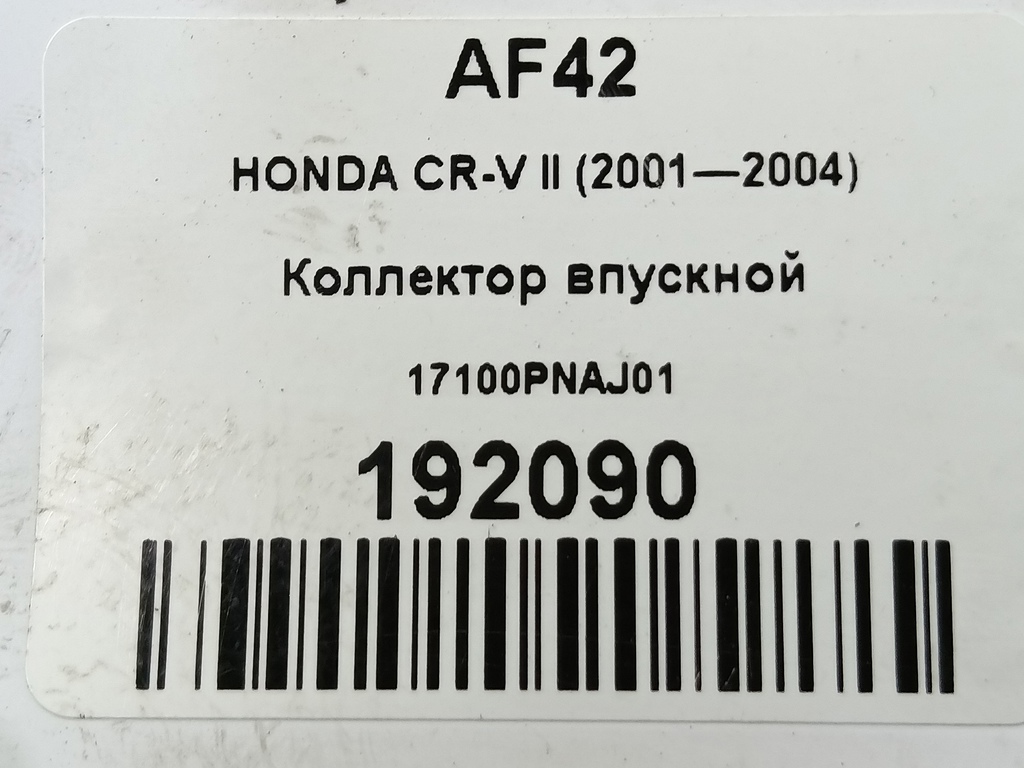 AF42
HONDA CR-V II (2001—2004)
Коллектор впускной
17100PNAJ01
192090